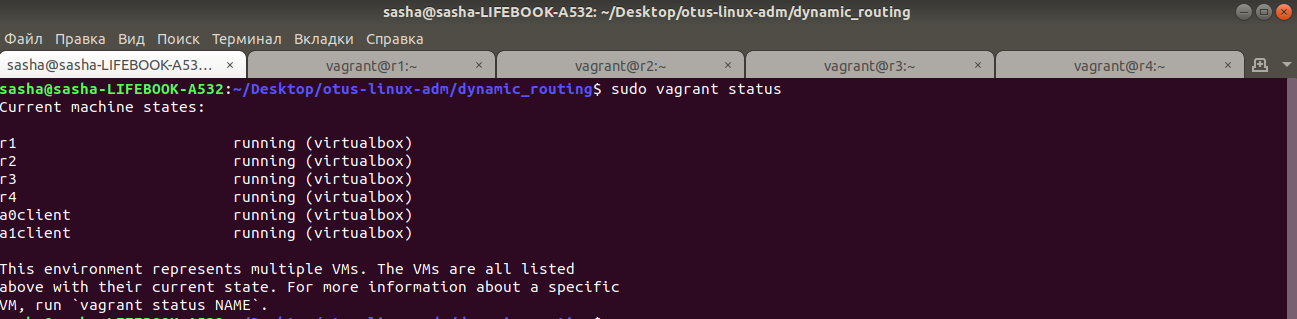 sasha@sasha-LIFEBOOK-A532: ~/Desktop/otus-linux-adm/dynamic_routing
Файл Правка Вид Поиск Терминал Вкладки Справка
sasha@sasha-LIFEBOOK-A53... × vagrant@r1:~ × vagrant@r2:~ × vagrant@r3:~ × vagrant@r4:~ ×
sasha@sasha-LIFEBOOK-A532:~/Desktop/otus-linux-adm/dynamic_routing$ sudo vagrant status
Current machine states:
r1 running (virtualbox)
r2 running (virtualbox)
r3 running (virtualbox)
r4 running (virtualbox)
a0client running (virtualbox)
a1client running (virtualbox)
This environment represents multiple VMs. The VMs are all listed
above with their current state. For more information about a specific
VM, run `vagrant status NAME`.